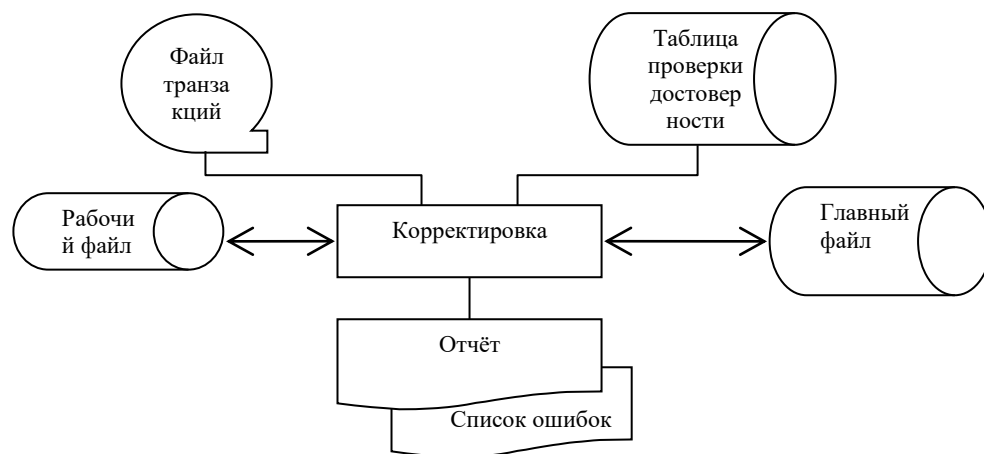 Файл
транза
кций
Таблица
проверки
достовер
ности
Рабочи
й файл
Корректировка
Главный
файл
Отчёт
Список ошибок